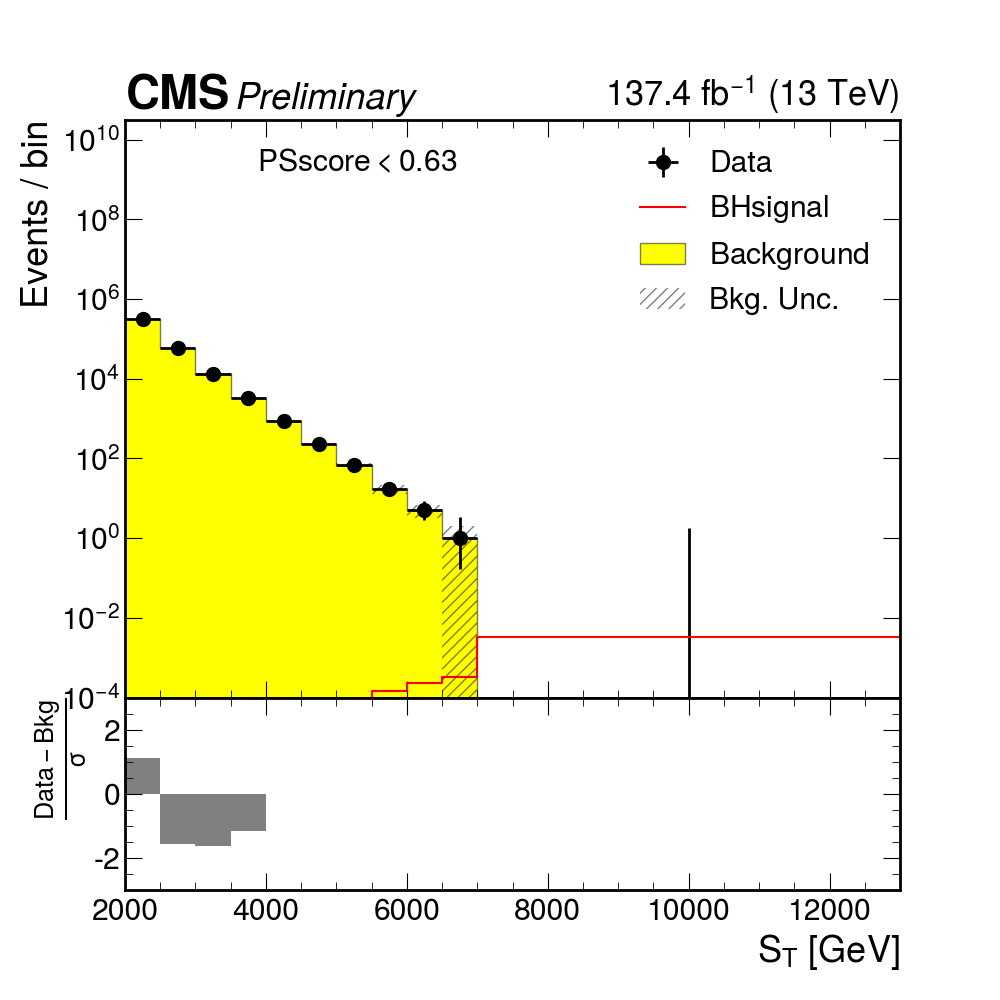 CMS Preliminary 137.4 fb⁻¹ (13 TeV)
Events / bin
10¹⁰
10⁸
10⁶
10⁴
10²
10⁰
10⁻²
10⁻⁴
PSscore < 0.63
Data
BHsignal
Background
Bkg. Unc.
Data – Bkg
σ
2
0
-2
2000 4000 6000 8000 10000 12000
S_T [GeV]